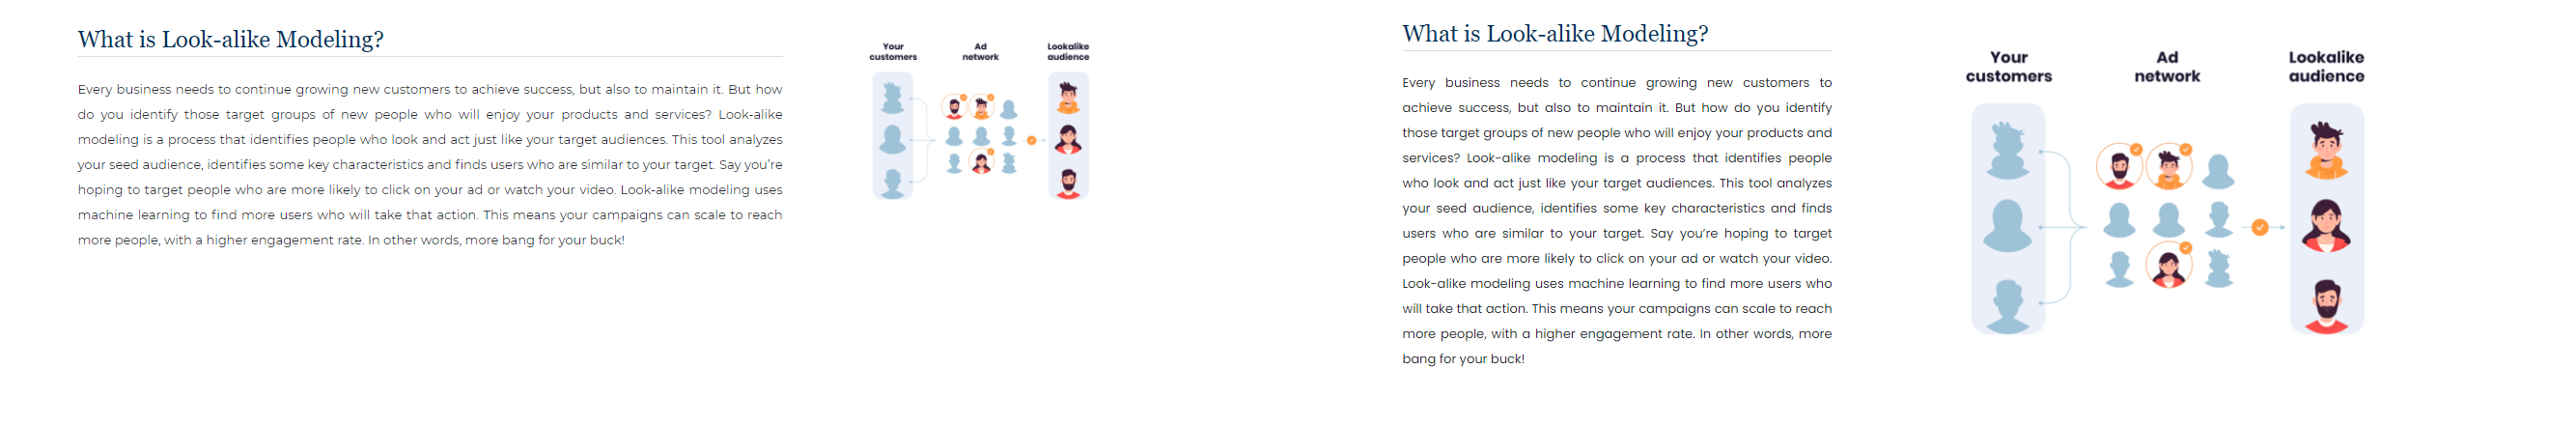 What is Look-alike Modeling?
Every business needs to continue growing new customers to achieve success, but also to maintain it. But how
do you identify those target groups of new people who will enjoy your products and services? Look-alike
modeling is a process that identifies people who look and act just like your target audiences. This tool analyzes
your seed audience, identifies some key characteristics and finds users who are similar to your target. Say you're
hoping to target people who are more likely to click on your ad or watch your video. Look-alike modeling uses
machine learning to find more users who will take that action. This means your campaigns can scale to reach
more people, with a higher engagement rate. In other words, more bang for your buck!
Your
customers
Ad
network
Lookalike
audience
What is Look-alike Modeling?
Every business needs to continue growing new customers to
achieve success, but also to maintain it. But how do you identify
those target groups of new people who will enjoy your products and
services? Look-alike modeling is a process that identifies people
who look and act just like your target audiences. This tool analyzes
your seed audience, identifies some key characteristics and finds
users who are similar to your target. Say you're hoping to target
people who are more likely to click on your ad or watch your video.
Look-alike modeling uses machine learning to find more users who
will take that action. This means your campaigns can scale to reach
more people, with a higher engagement rate. In other words, more
bang for your buck!
Your
customers
Ad
network
Lookalike
audience